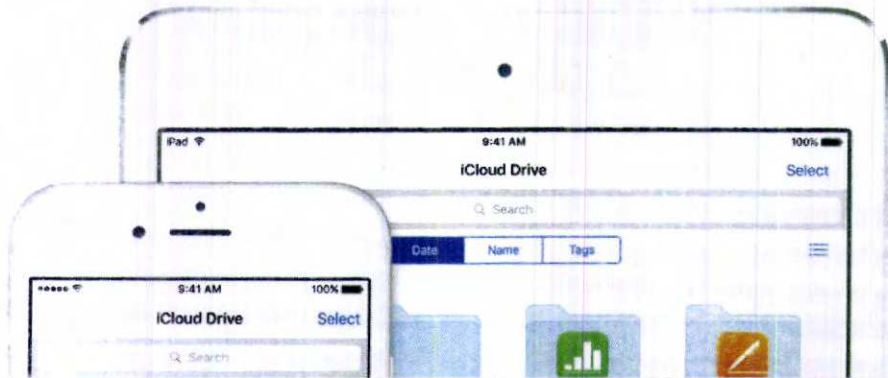 iPad 9:41 AM 100%
iCloud Drive Select
Search
Date Name Tags
9:41 AM 100%
iCloud Drive Select
Search